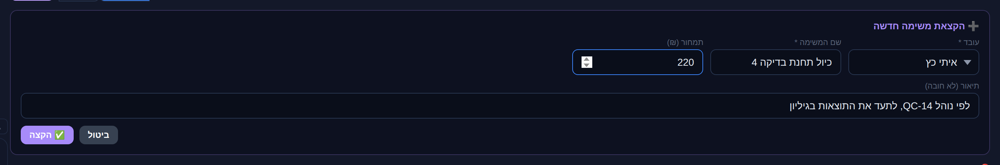 ➕ הקצאת משימה חדשה
עובד *
שם המשימה *
תמחור (₪)
איתי כץ
כיול תחנת בדיקה 4
220
תיאור (לא חובה)
לפי נוהל QC-14, לתעד את התוצאות בגיליון
ביטול
✅ הקצה